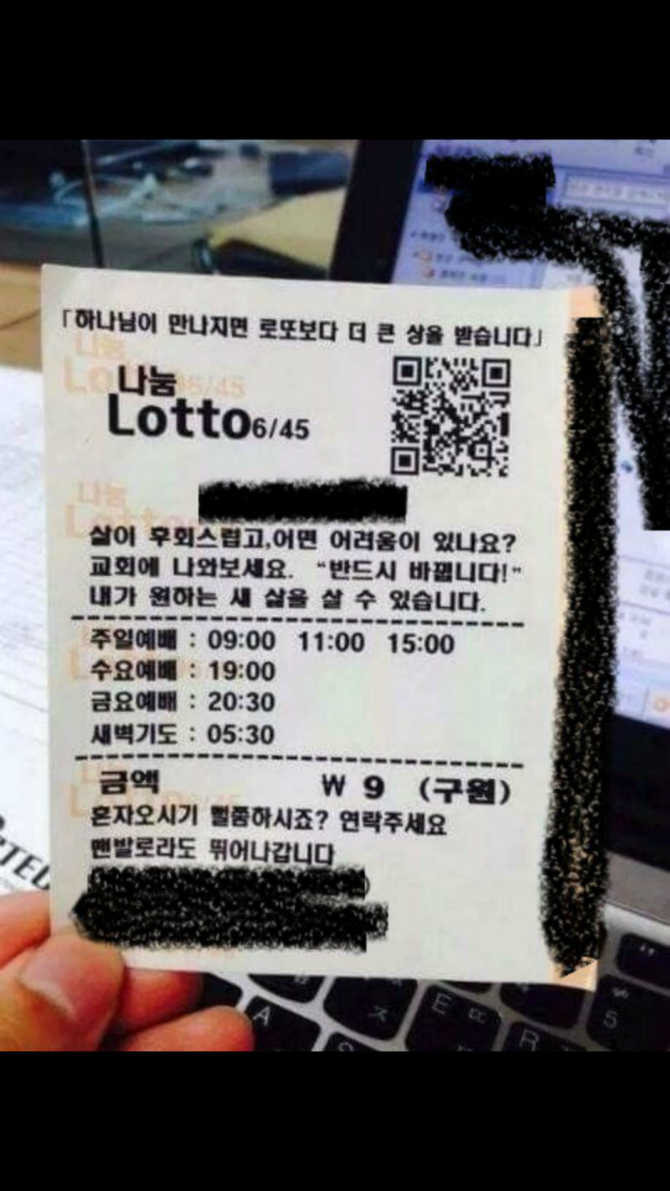 「하나님이 만나지면 로또보다 더 큰 상을 받습니다」
나눔
Lotto6/45
삶이 후회스럽고,어떤 어려움이 있나요?
교회에 나와보세요. "반드시 바뀝니다!"
내가 원하는 새 삶을 살 수 있습니다.
주일예배 : 09:00 11:00 15:00
수요예배 : 19:00
금요예배 : 20:30
새벽기도 : 05:30
금액 ₩ 9 (구원)
혼자오시기 뻘쭘하시죠? 연락주세요
맨발로라도 뛰어나갑니다
A
E ㄸ
R
5